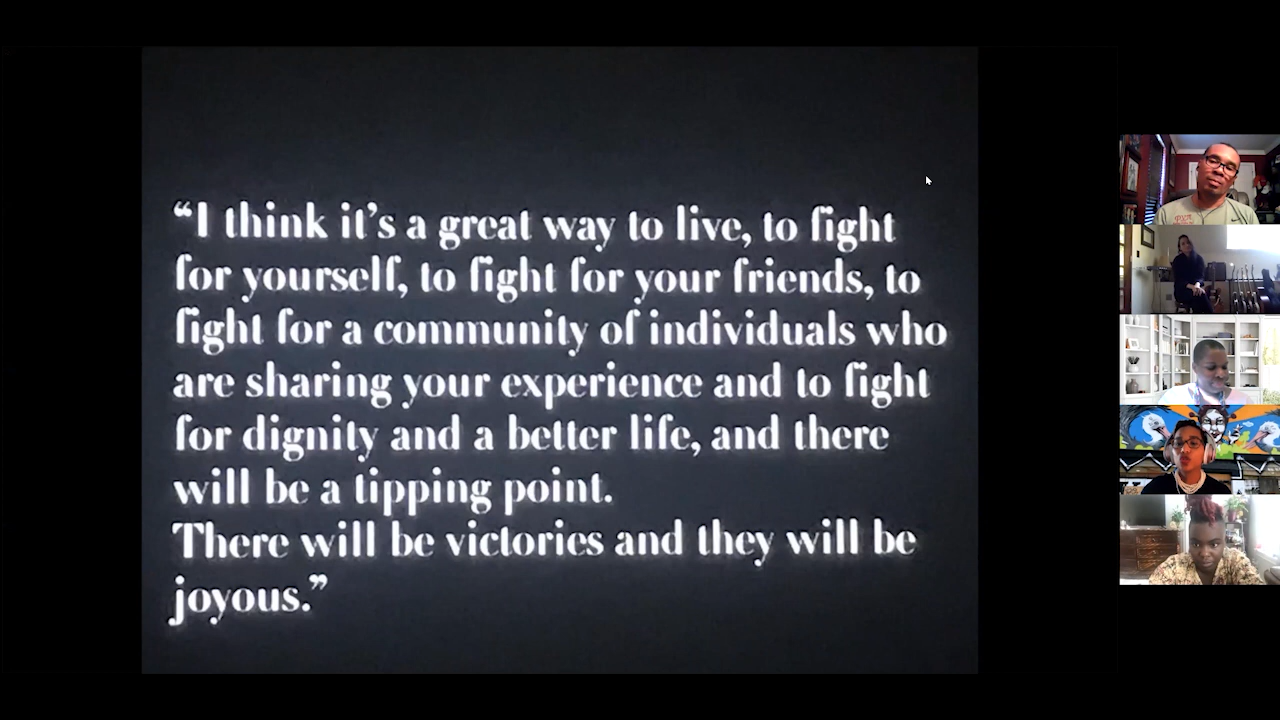 “I think it’s a great way to live, to fight
for yourself, to fight for your friends, to
fight for a community of individuals who
are sharing your experience and to fight
for dignity and a better life, and there
will be a tipping point.
There will be victories and they will be
joyous.”